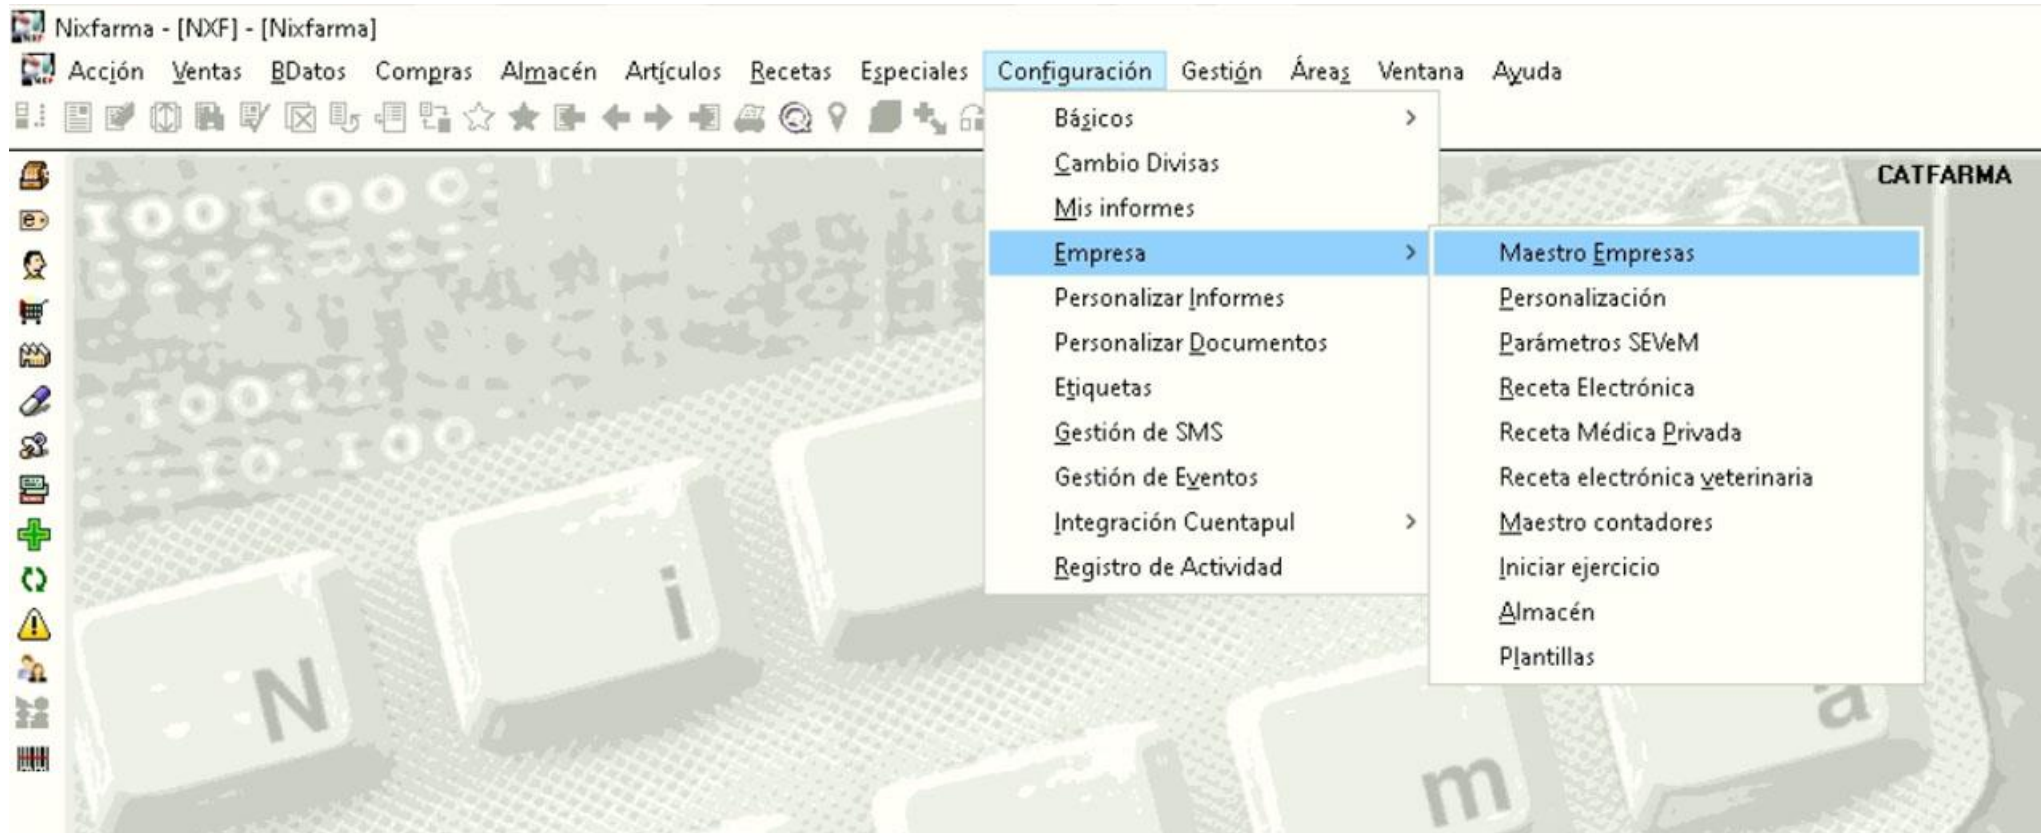 Nixfarma - [NXF] - [Nixfarma]
Acción Ventas BDatos Compras Almacén Artículos Recetas Especiales Configuración Gestión Áreas Ventana Ayuda
Básicos
Cambio Divisas
CATFARMA
Mis informes
Empresa
Maestro Empresas
Personalizar Informes
Personalización
Personalizar Documentos
Parámetros SEVeM
Etiquetas
Receta Electrónica
Gestión de SMS
Receta Médica Privada
Gestión de Eventos
Receta electrónica veterinaria
Integración Cuentapul
Maestro contadores
Registro de Actividad
Iniciar ejercicio
Almacén
Plantillas
N
i
m
a